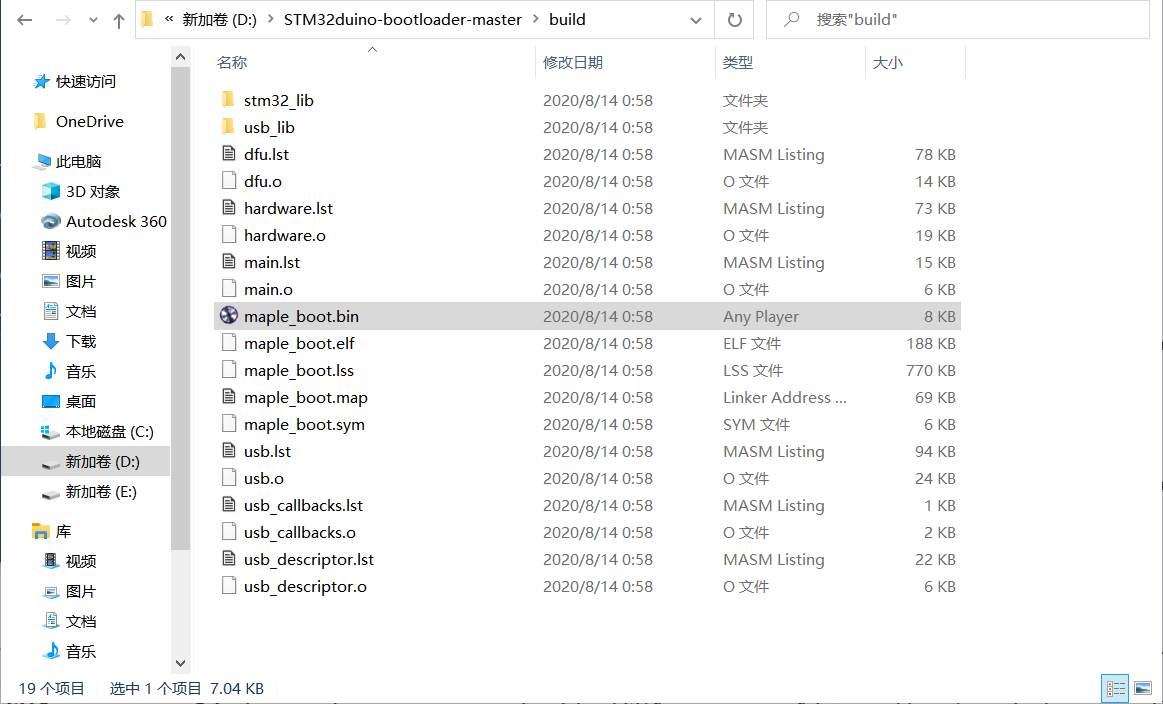 « 新加卷 (D:) › STM32duino-bootloader-master › build
搜索"build"
快速访问
OneDrive
此电脑
3D 对象
Autodesk 360
视频
图片
文档
下载
音乐
桌面
本地磁盘 (C:)
新加卷 (D:)
新加卷 (E:)
库
视频
图片
文档
音乐
名称 修改日期 类型 大小
stm32_lib 2020/8/14 0:58 文件夹
usb_lib 2020/8/14 0:58 文件夹
dfu.lst 2020/8/14 0:58 MASM Listing 78 KB
dfu.o 2020/8/14 0:58 O 文件 14 KB
hardware.lst 2020/8/14 0:58 MASM Listing 73 KB
hardware.o 2020/8/14 0:58 O 文件 19 KB
main.lst 2020/8/14 0:58 MASM Listing 15 KB
main.o 2020/8/14 0:58 O 文件 6 KB
maple_boot.bin 2020/8/14 0:58 Any Player 8 KB
maple_boot.elf 2020/8/14 0:58 ELF 文件 188 KB
maple_boot.lss 2020/8/14 0:58 LSS 文件 770 KB
maple_boot.map 2020/8/14 0:58 Linker Address ... 69 KB
maple_boot.sym 2020/8/14 0:58 SYM 文件 6 KB
usb.lst 2020/8/14 0:58 MASM Listing 94 KB
usb.o 2020/8/14 0:58 O 文件 24 KB
usb_callbacks.lst 2020/8/14 0:58 MASM Listing 1 KB
usb_callbacks.o 2020/8/14 0:58 O 文件 2 KB
usb_descriptor.lst 2020/8/14 0:58 MASM Listing 22 KB
usb_descriptor.o 2020/8/14 0:58 O 文件 6 KB
19 个项目 选中 1 个项目 7.04 KB